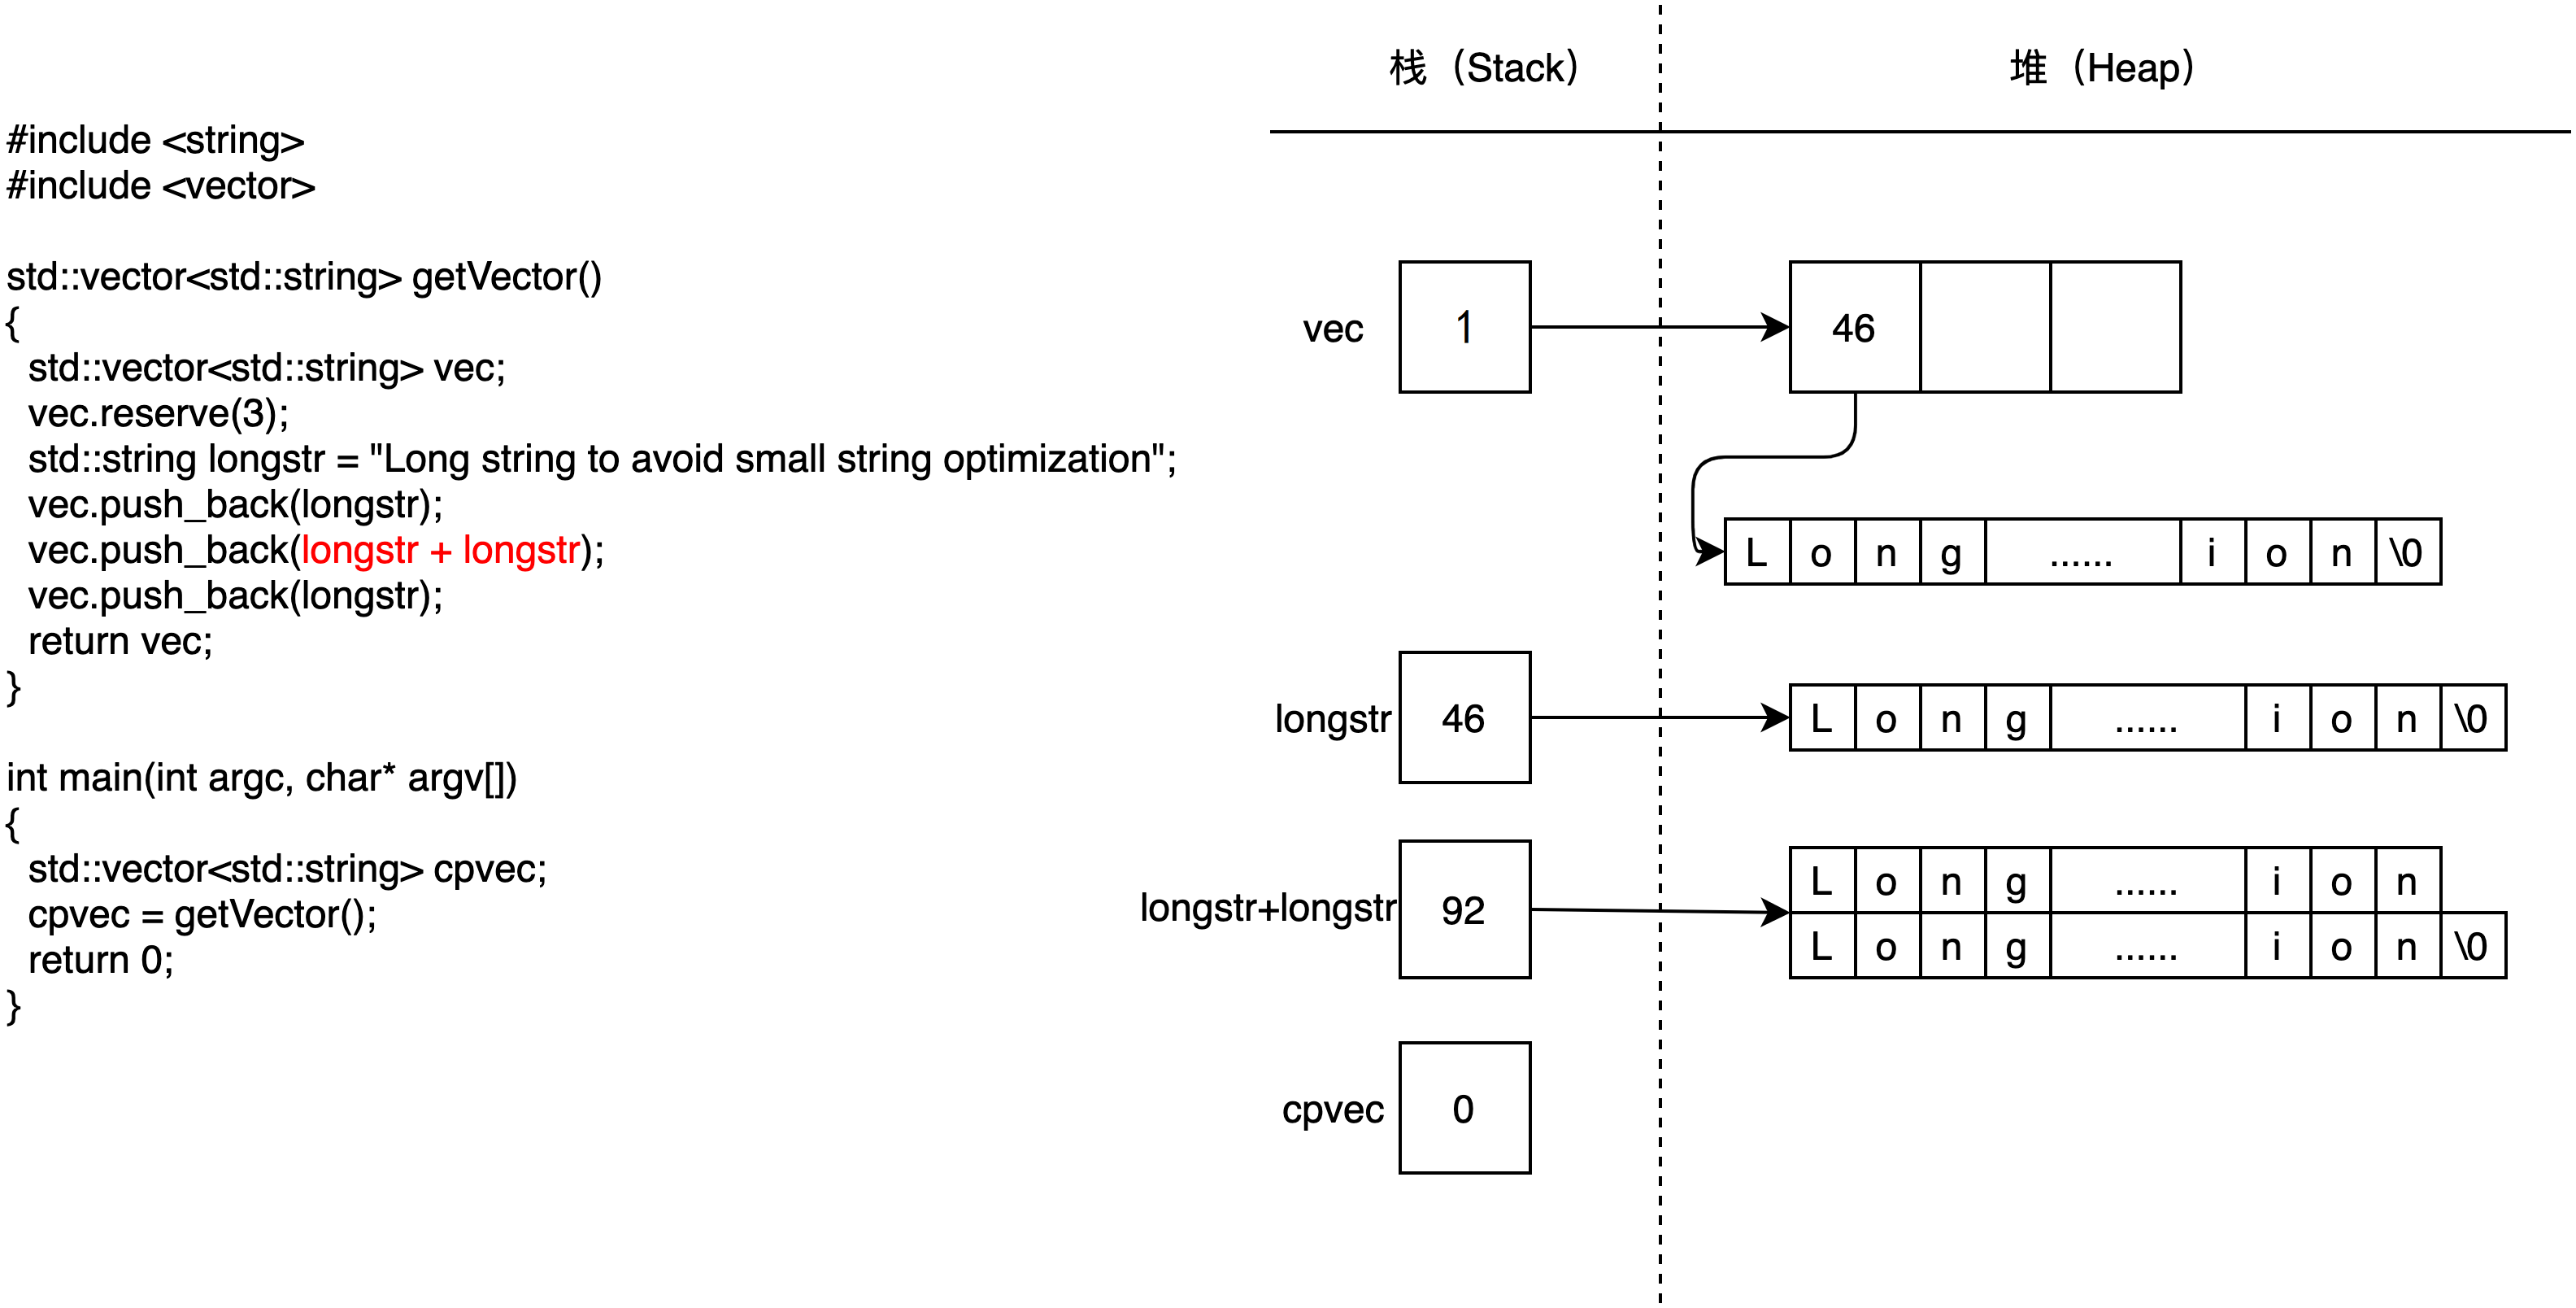 #include <string>
#include <vector>
std::vector<std::string> getVector()
{
std::vector<std::string> vec;
vec.reserve(3);
std::string longstr = "Long string to avoid small string optimization";
vec.push_back(longstr);
vec.push_back(longstr + longstr);
vec.push_back(longstr);
return vec;
}
int main(int argc, char* argv[])
{
std::vector<std::string> cpvec;
cpvec = getVector();
return 0;
}
栈（Stack） 堆（Heap）
vec 1 46
L o n g ...... i o n \0
longstr 46 L o n g ...... i o n \0
longstr+longstr 92 L o n g ...... i o n
L o n g ...... i o n \0
cpvec 0